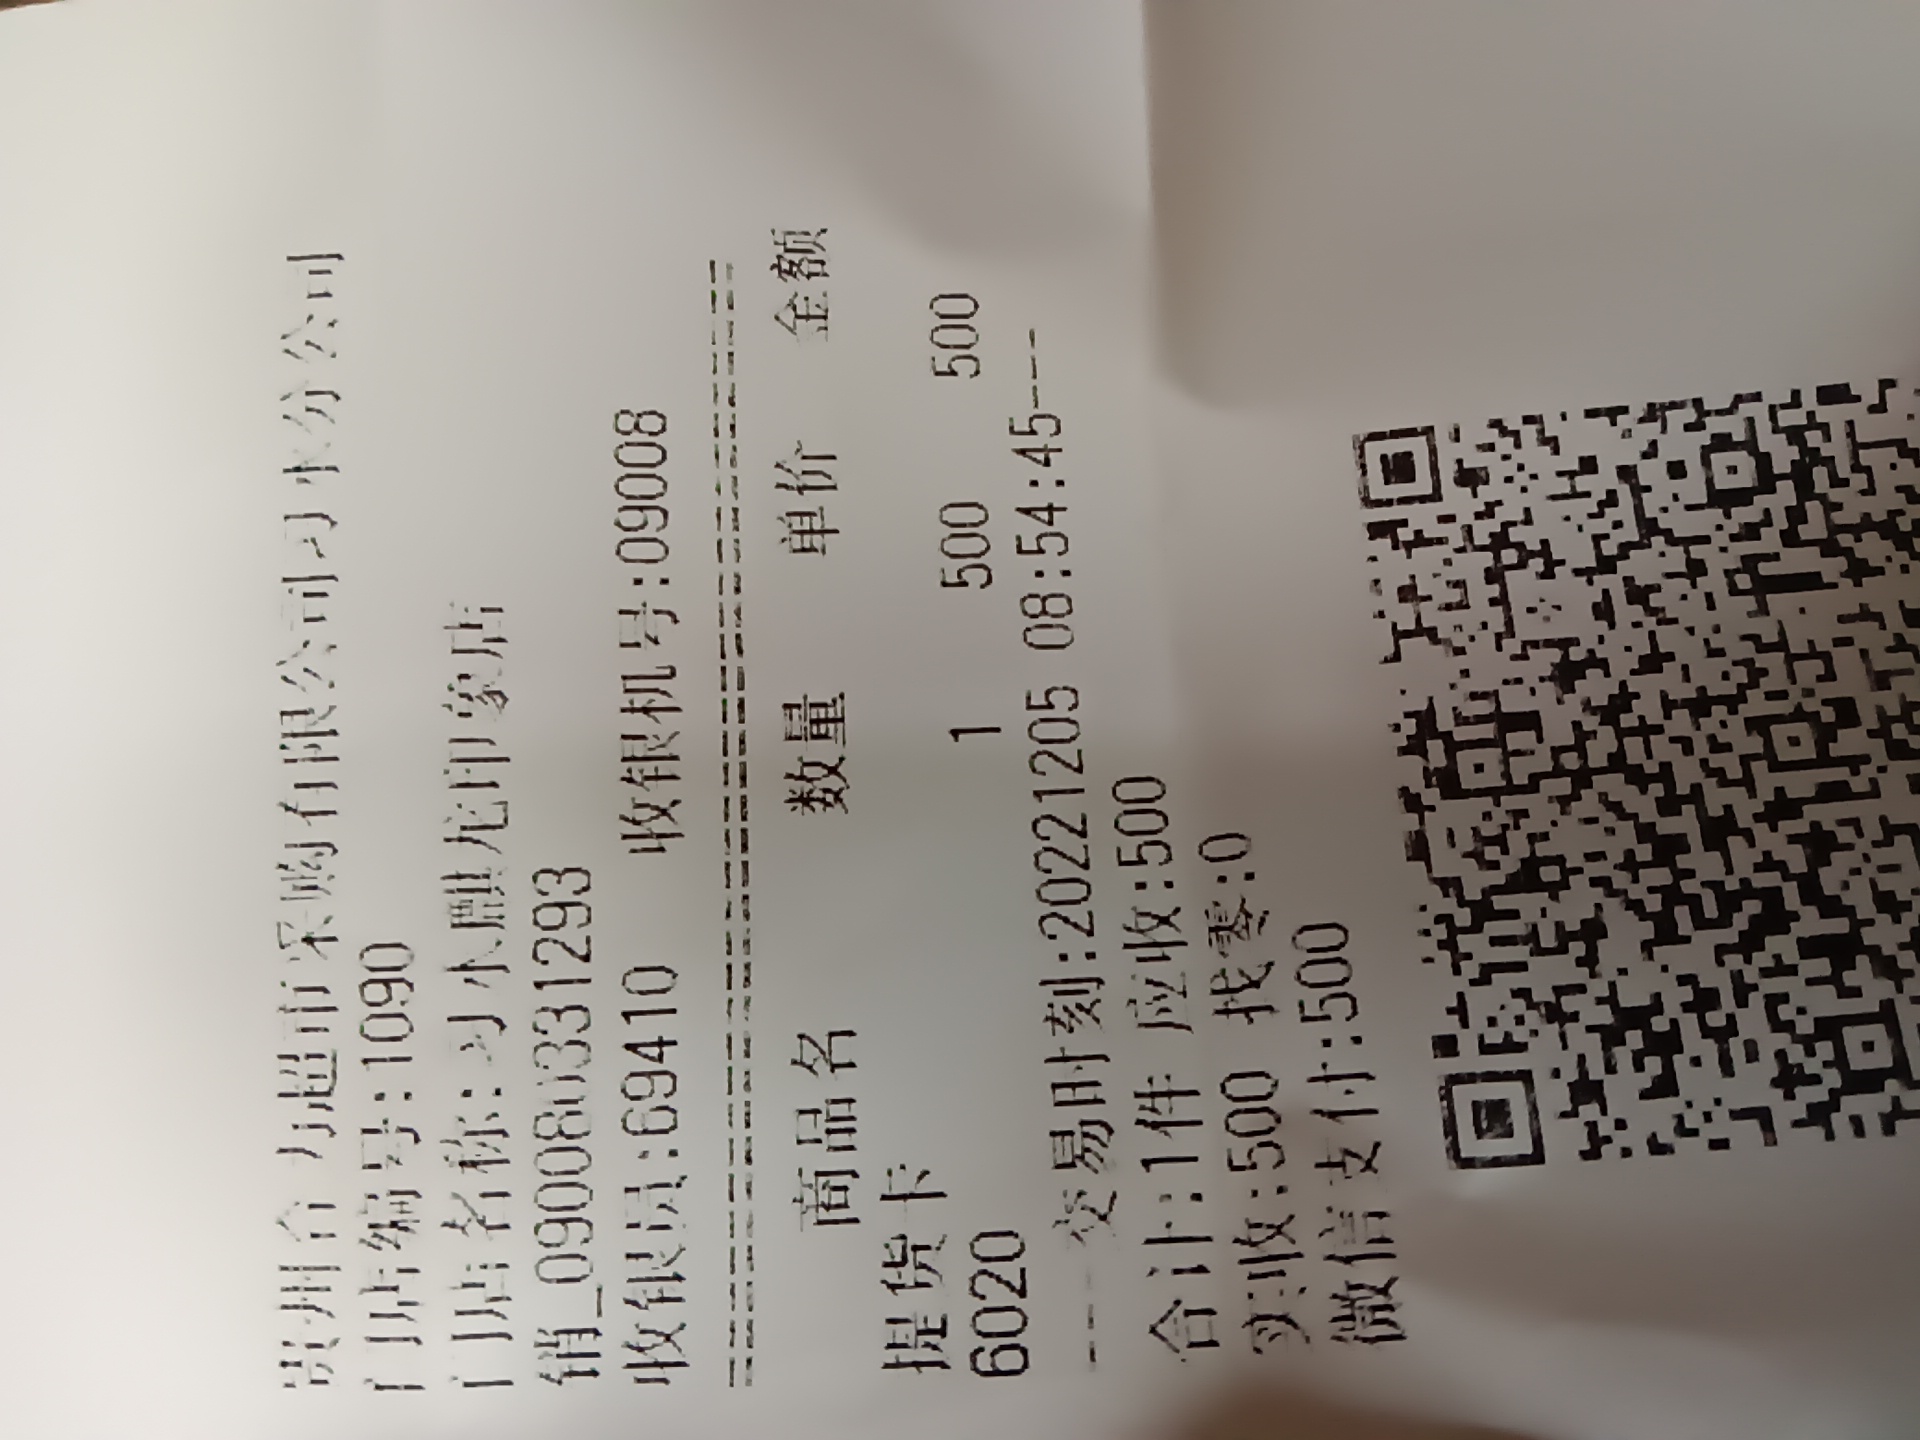 贵州合力超市采购有限公司习水分公司
门店编号:1090
门店名称:习水麒龙印象店
销_090080331293
收银员:69410 收银机号:09008
================================
商品名 数量 单价 金额
提货卡
6020 1 500 500
----交易时刻:20221205 08:54:45---
合计:1件 应收:500
实收:500 找零:0
微信支付:500